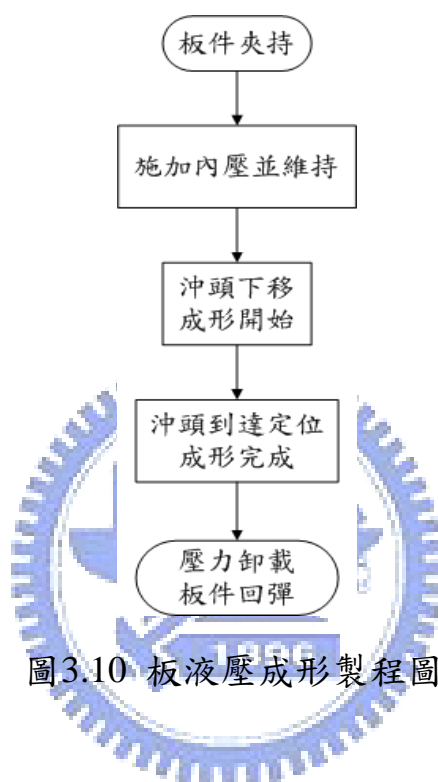 板件夾持
施加內壓並維持
沖頭下移
成形開始
沖頭到達定位
成形完成
壓力卸載
板件回彈
1896
圖3.10 板液壓成形製程圖